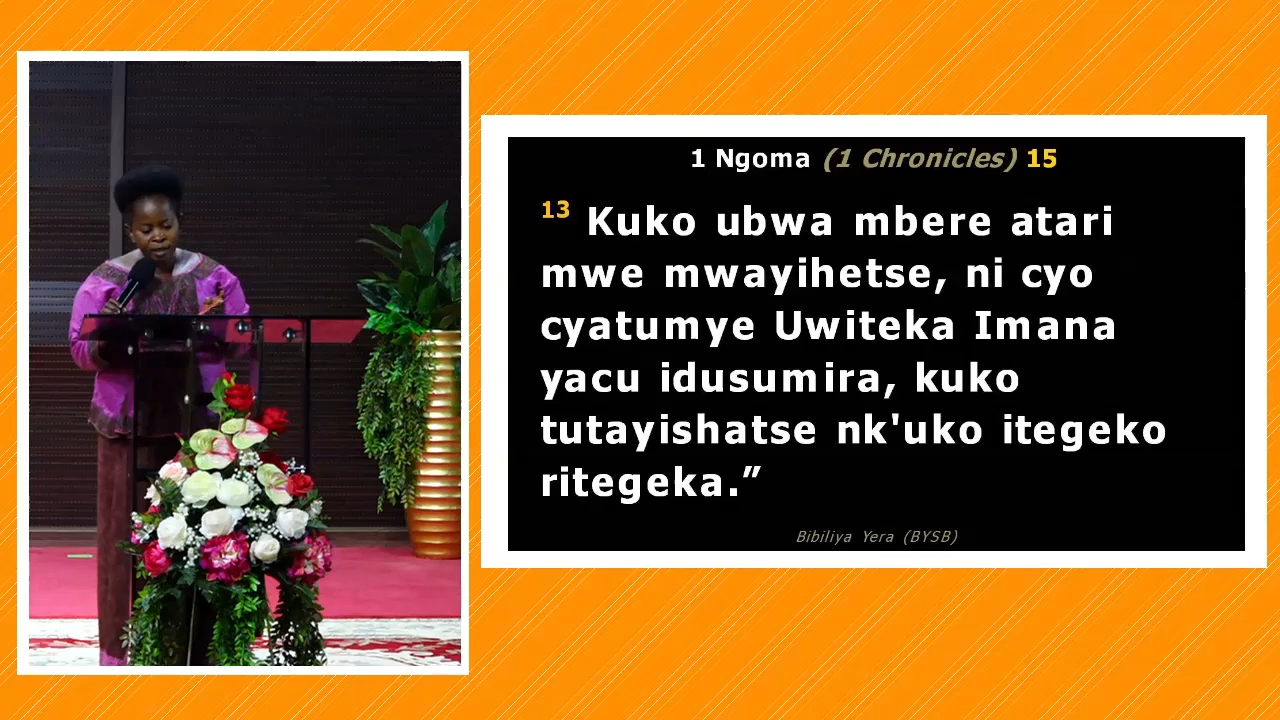 1 Ngoma (1 Chronicles) 15
13 Kuko ubwa mbere atari
mwe mwayihetse, ni cyo
cyatumye Uwiteka Imana
yacu idusumira, kuko
tutayishatse nk'uko itegeko
ritegeka.”
Bibiliya Yera (BYSB)